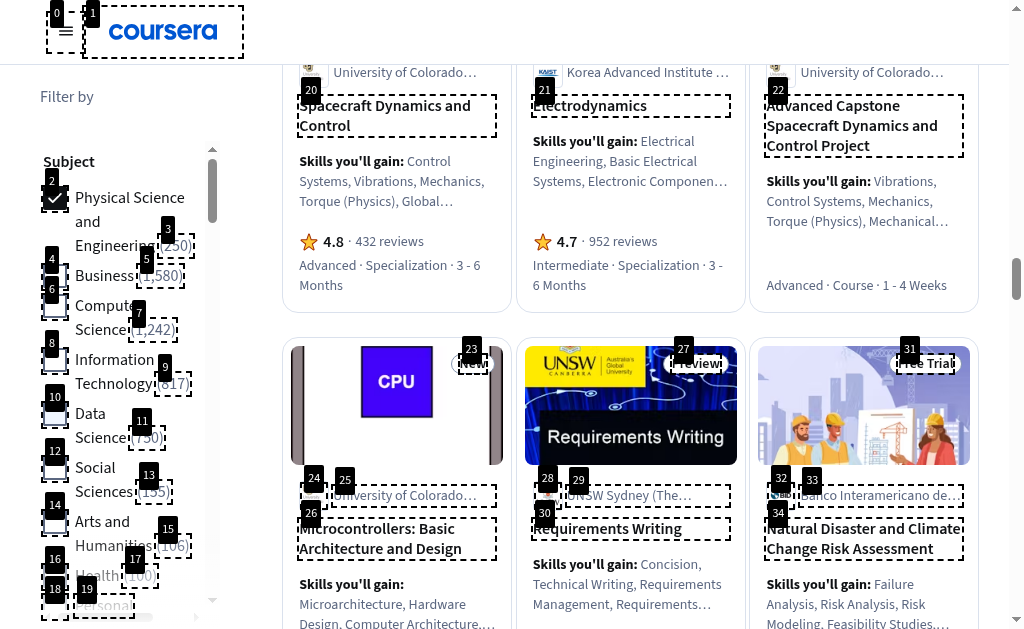 0
1
coursera
Filter by
Subject
2
Physical Science
and
3
Engineering (250)
4
5
Business (1,580)
6
Computer
7
Science (1,242)
8
Information
9
Technology (817)
10
Data
11
Science (750)
12
Social
13
Sciences (155)
14
Arts and
15
Humanities (106)
16
17
Health (100)
18
19
Personal
University of Colorado…
20
Spacecraft Dynamics and
Control
Skills you'll gain: Control
Systems, Vibrations, Mechanics,
Torque (Physics), Global…
4.8 · 432 reviews
Advanced · Specialization · 3 - 6
Months
KAIST
Korea Advanced Institute …
21
Electrodynamics
Skills you'll gain: Electrical
Engineering, Basic Electrical
Systems, Electronic Componen…
4.7 · 952 reviews
Intermediate · Specialization · 3 -
6 Months
University of Colorado…
22
Advanced Capstone
Spacecraft Dynamics and
Control Project
Skills you'll gain: Vibrations,
Control Systems, Mechanics,
Torque (Physics), Mechanical…
Advanced · Course · 1 - 4 Weeks
23
New
CPU
24
25
University of Colorado…
26
Microcontrollers: Basic
Architecture and Design
Skills you'll gain:
Microarchitecture, Hardware
Design, Computer Architecture,…
27
Preview
UNSW
CANBERRA
Australia's
Global
University
Requirements Writing
28
29
UNSW Sydney (The…
30
Requirements Writing
Skills you'll gain: Concision,
Technical Writing, Requirements
Management, Requirements…
31
Free Trial
32
33
Banco Interamericano de…
34
Natural Disaster and Climate
Change Risk Assessment
Skills you'll gain: Failure
Analysis, Risk Analysis, Risk
Modeling, Feasibility Studies,…